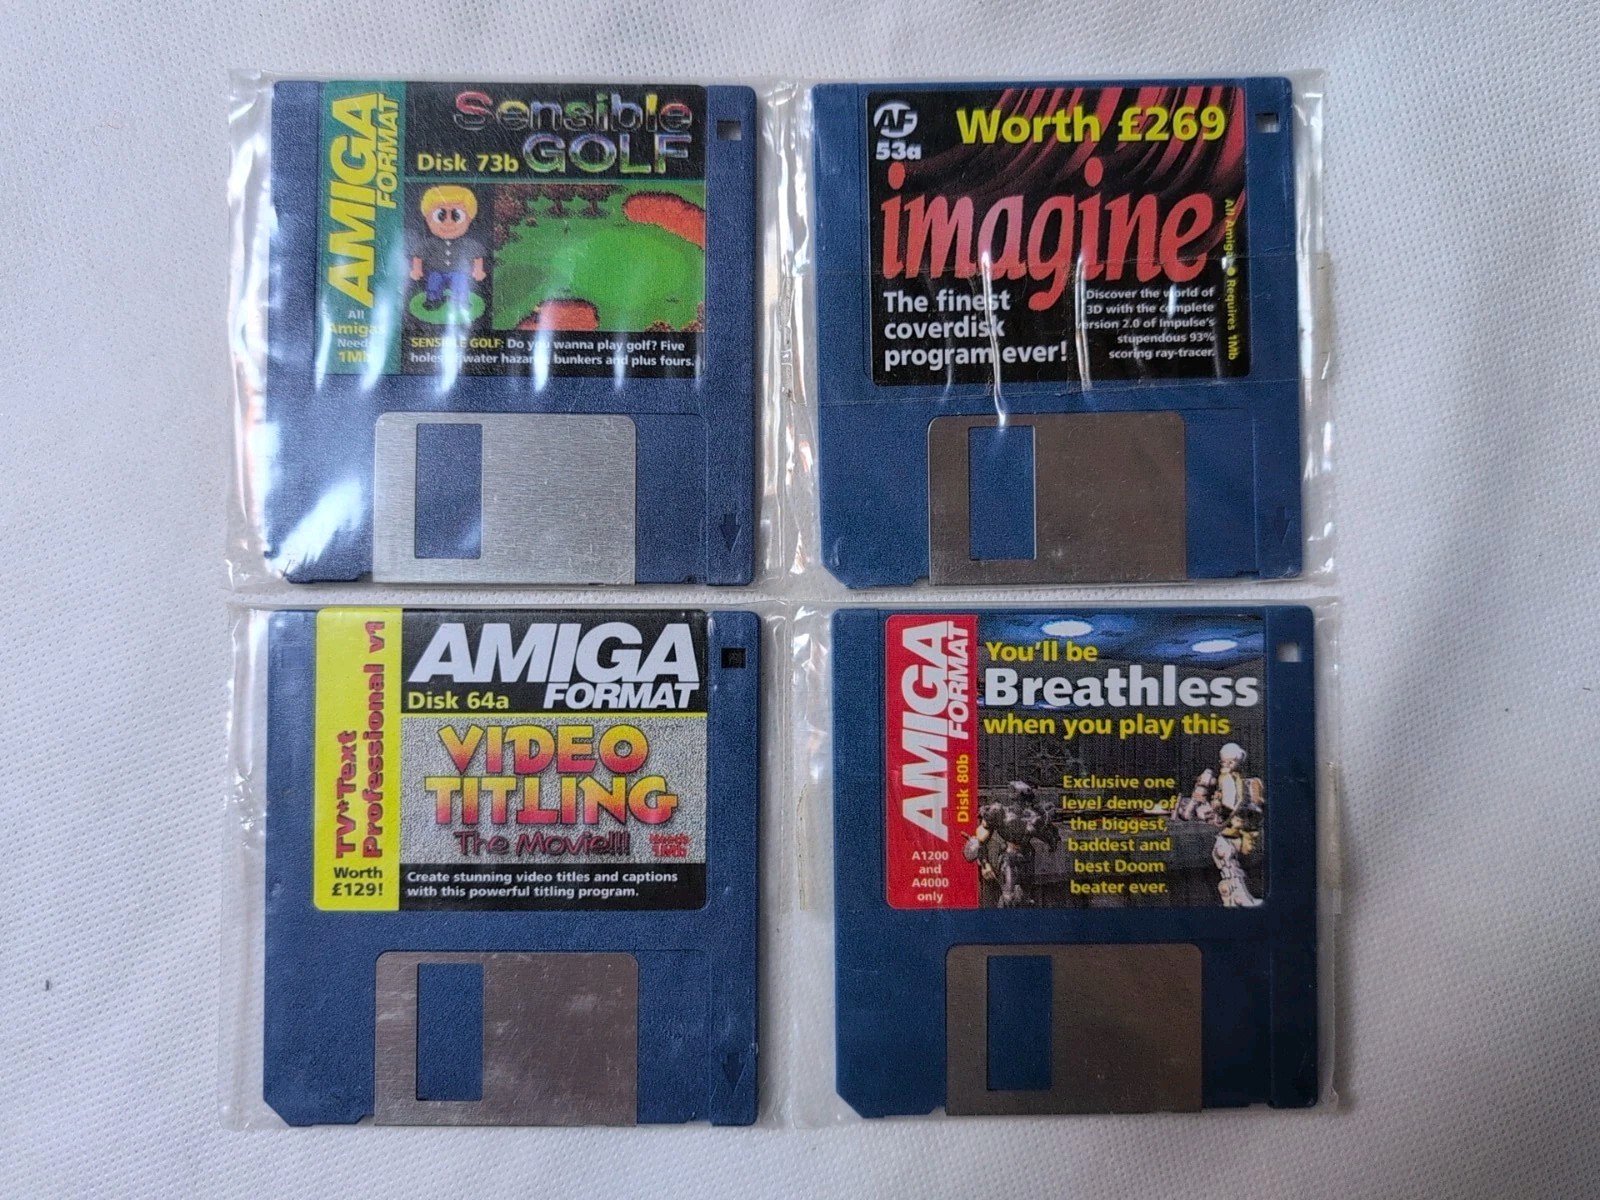 AMIGA
FORMAT
Sensible
Disk 73b GOLF
All
Amigas
Need
1Mb
SENSIBLE GOLF: Do you wanna play golf? Five
holes, water hazards, bunkers and plus fours.
AF
53a
Worth £269
imagine
The finest
coverdisk
program ever!
Discover the world of
3D with the complete
version 2.0 of Impulse's
stupendous 93%
scoring ray-tracer.
All Amigas ● Requires 1Mb
TV*Text
Professional v1
Worth
£129!
AMIGA
Disk 64a FORMAT
VIDEO
TITLING
The Movie!!!
Create stunning video titles and captions
with this powerful titling program.
AMIGA
FORMAT
Disk 80b
A1200
and
A4000
only
You'll be
Breathless
when you play this
Exclusive one
level demo of
the biggest,
baddest and
best Doom
beater ever.